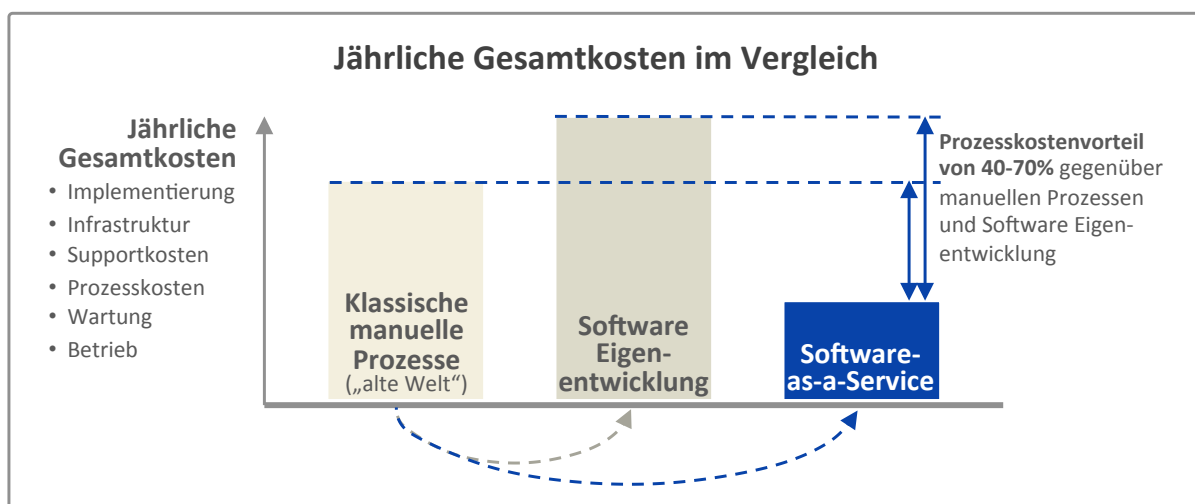 Jährliche Gesamtkosten im Vergleich
Jährliche
Gesamtkosten
• Implementierung
• Infrastruktur
• Supportkosten
• Prozesskosten
• Wartung
• Betrieb
Klassische
manuelle
Prozesse
(„alte Welt“)
Software
Eigen-
entwicklung
Software-
as-a-Service
Prozesskostenvorteil
von 40-70% gegenüber
manuellen Prozessen
und Software Eigen-
entwicklung